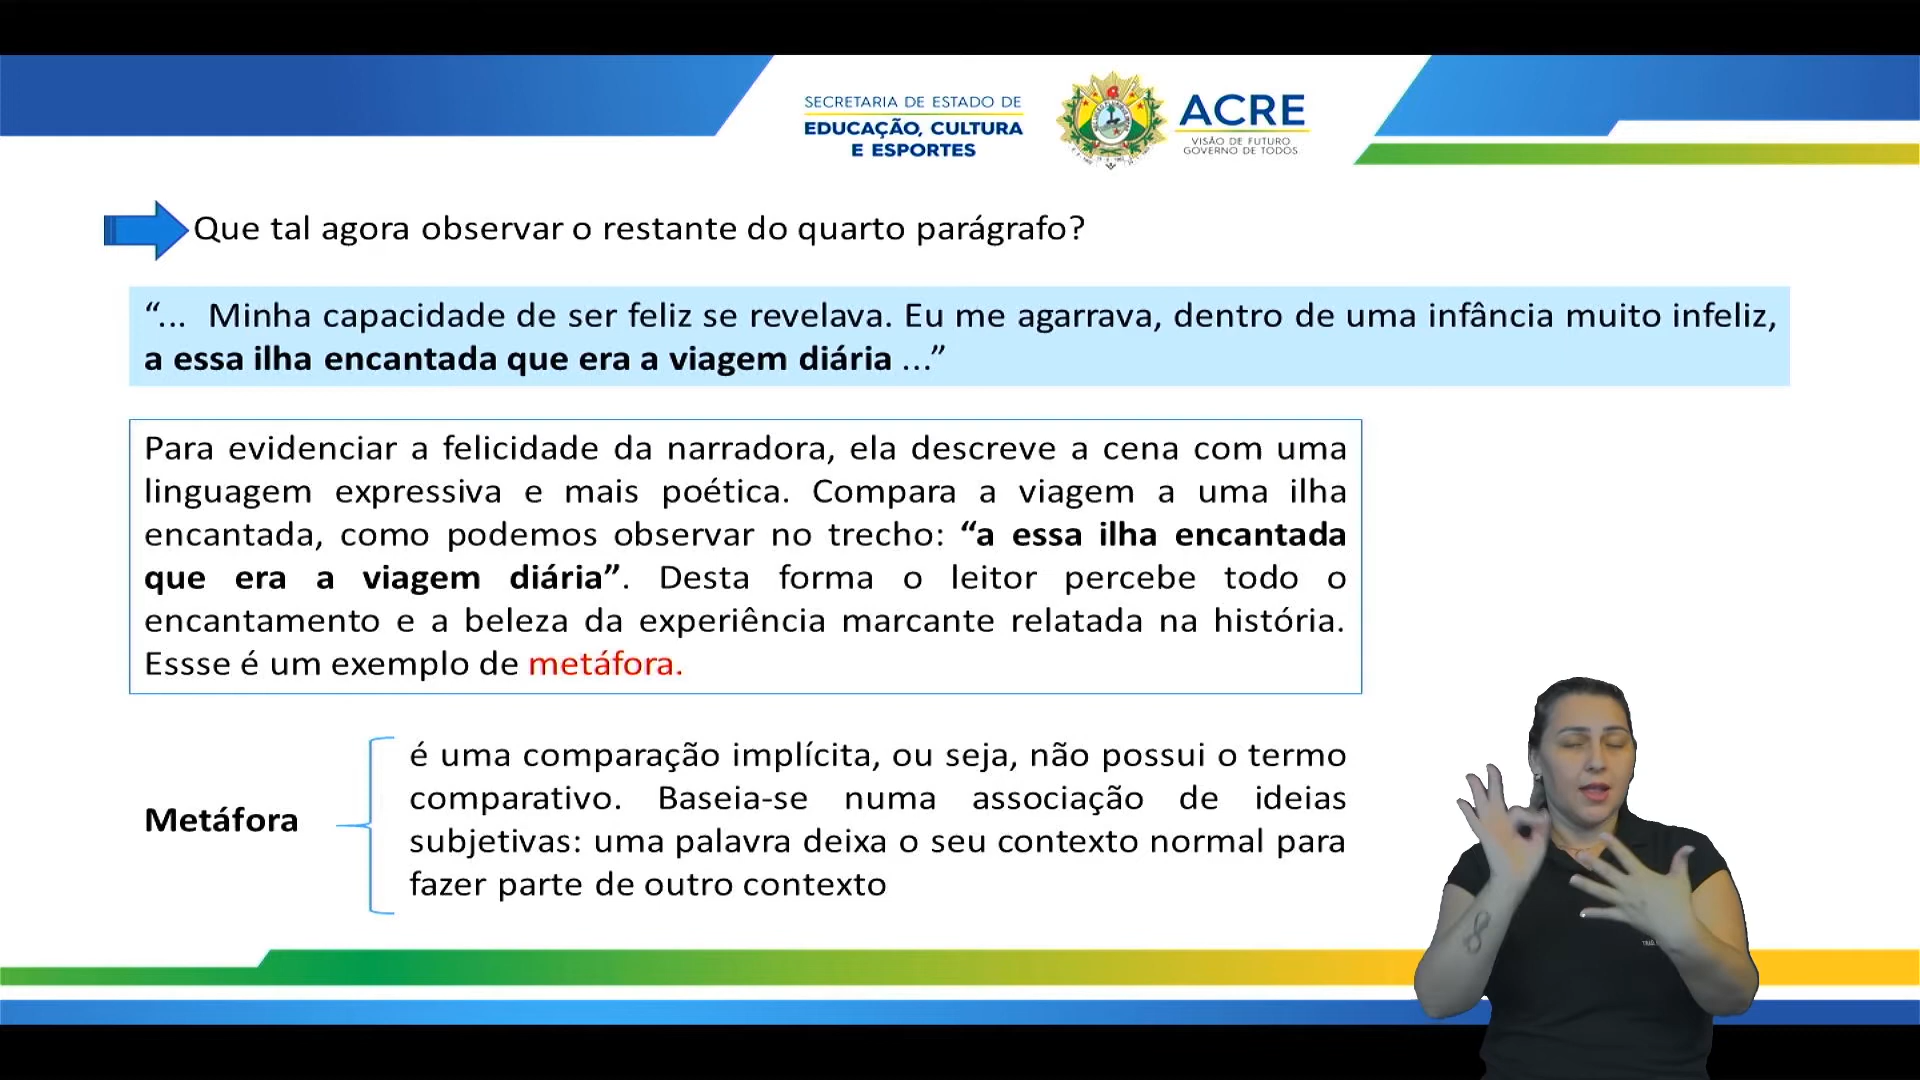 SECRETARIA DE ESTADO DE
EDUCAÇÃO, CULTURA
E ESPORTES
ACRE
VISÃO DE FUTURO
GOVERNO DE TODOS
Que tal agora observar o restante do quarto parágrafo?
“... Minha capacidade de ser feliz se revelava. Eu me agarrava, dentro de uma infância muito infeliz,
a essa ilha encantada que era a viagem diária ...”
Para evidenciar a felicidade da narradora, ela descreve a cena com uma
linguagem expressiva e mais poética. Compara a viagem a uma ilha
encantada, como podemos observar no trecho: “a essa ilha encantada
que era a viagem diária”. Desta forma o leitor percebe todo o
encantamento e a beleza da experiência marcante relatada na história.
Essse é um exemplo de metáfora.
Metáfora
é uma comparação implícita, ou seja, não possui o termo
comparativo. Baseia-se numa associação de ideias
subjetivas: uma palavra deixa o seu contexto normal para
fazer parte de outro contexto